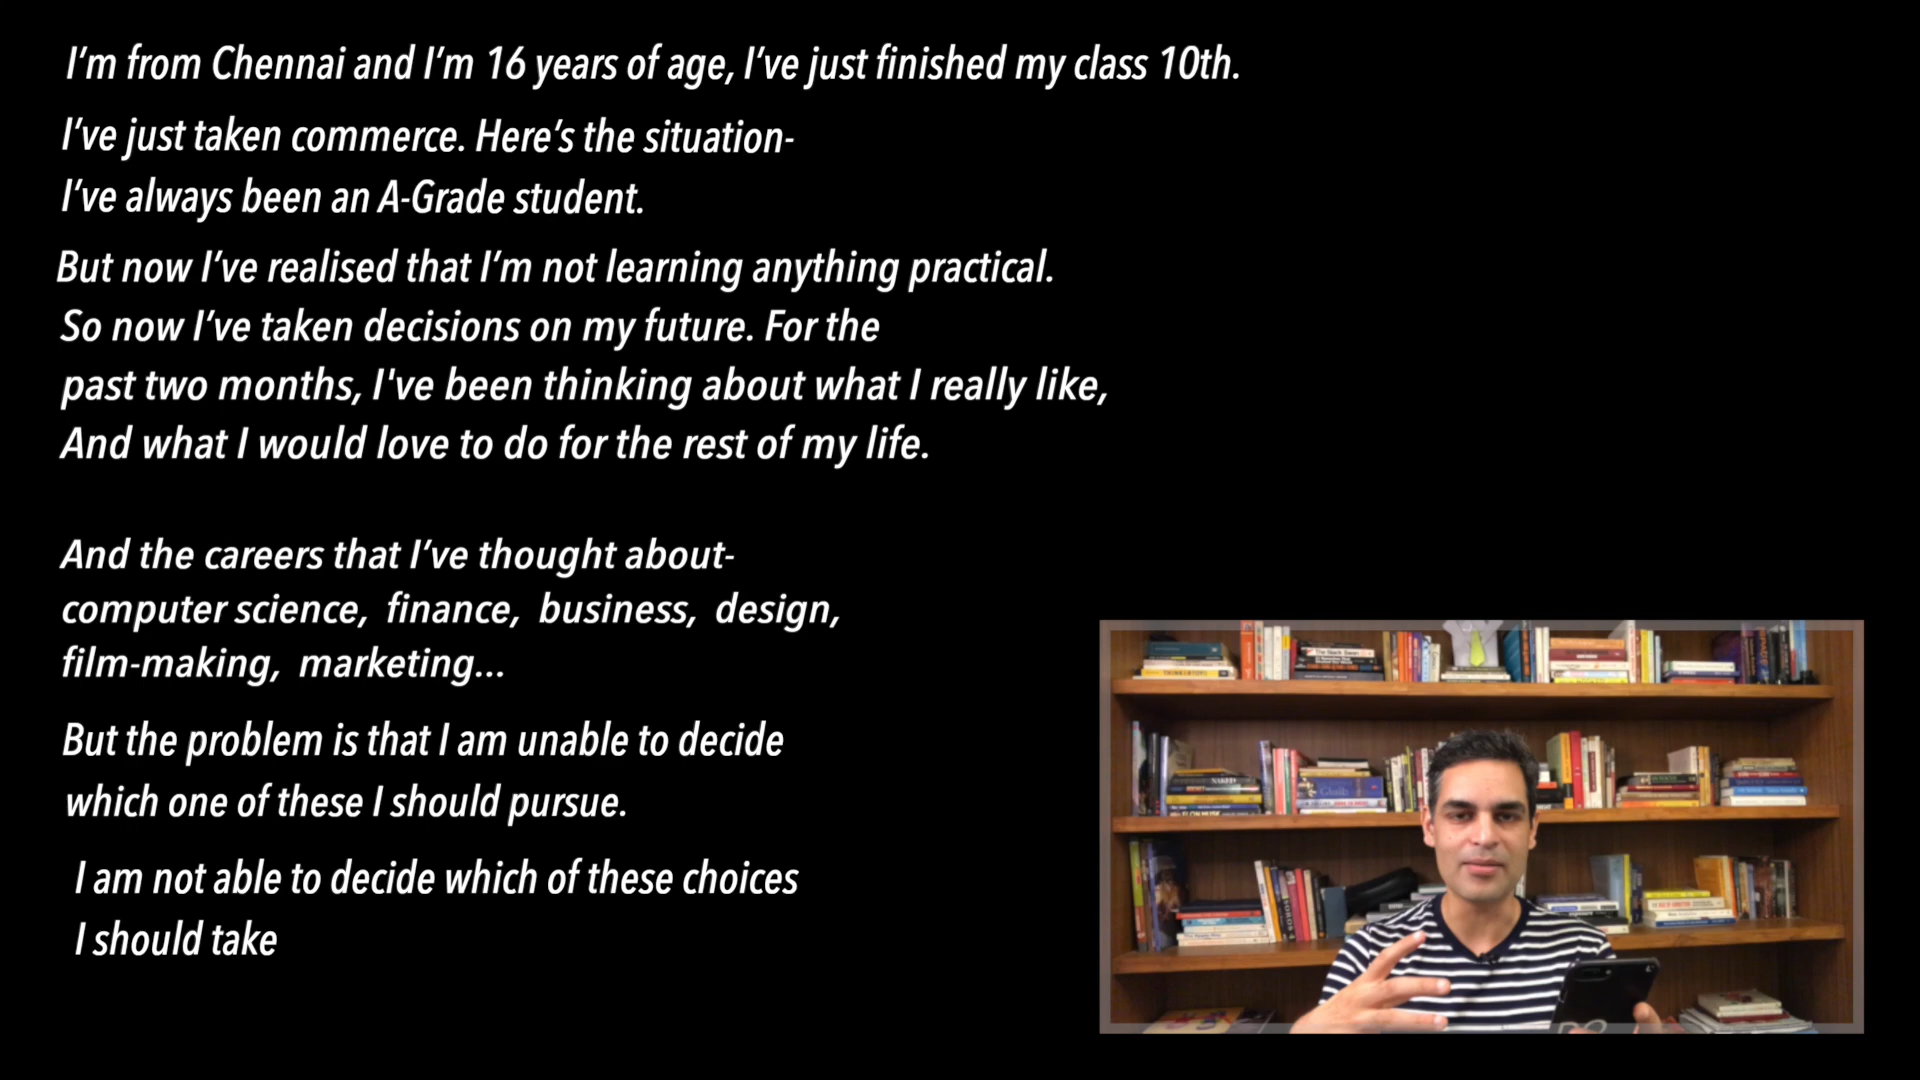 I'm from Chennai and I'm 16 years of age, I've just finished my class 10th.
I've just taken commerce. Here's the situation-
I've always been an A-Grade student.
But now I've realised that I'm not learning anything practical.
So now I've taken decisions on my future. For the
past two months, I've been thinking about what I really like,
And what I would love to do for the rest of my life.
And the careers that I've thought about-
computer science, finance, business, design,
film-making, marketing...
But the problem is that I am unable to decide
which one of these I should pursue.
I am not able to decide which of these choices
I should take